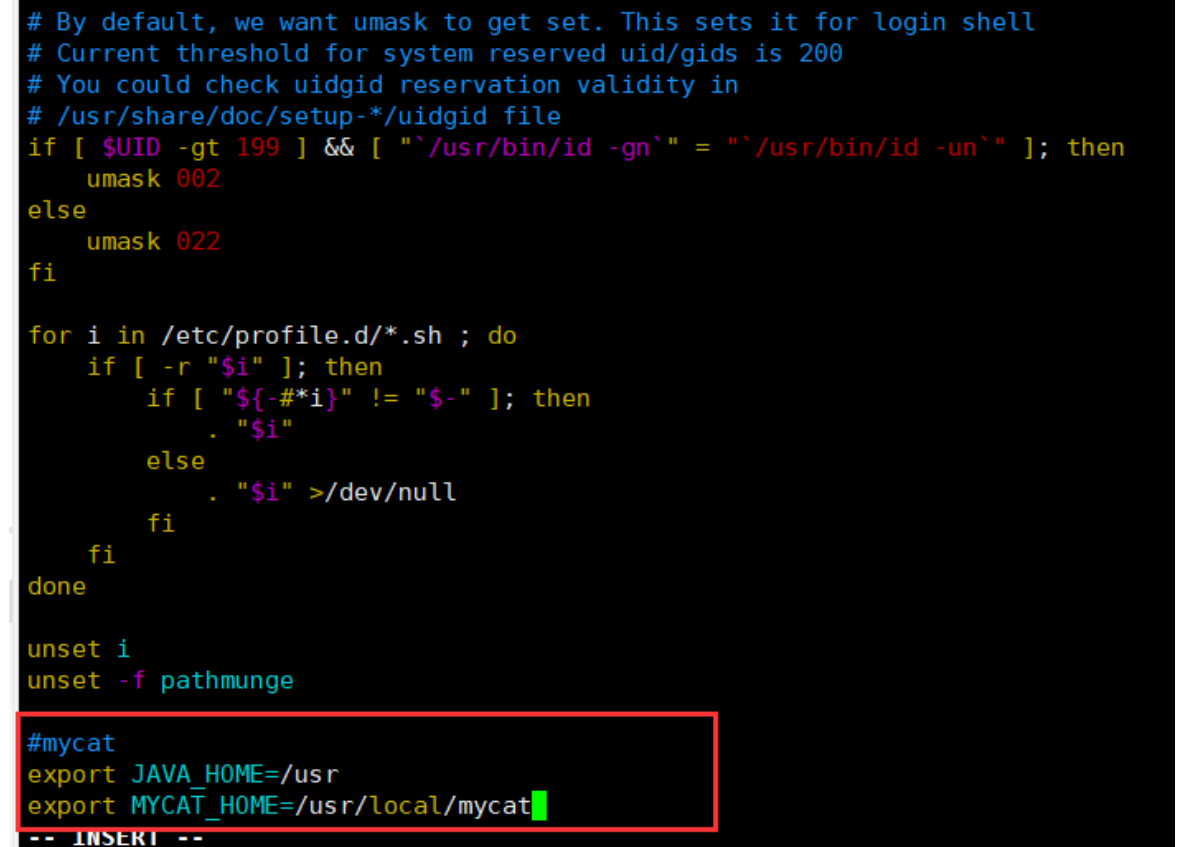 # By default, we want umask to get set. This sets it for login shell
# Current threshold for system reserved uid/gids is 200
# You could check uidgid reservation validity in
# /usr/share/doc/setup-*/uidgid file
if [ $UID -gt 199 ] && [ "`/usr/bin/id -gn`" = "`/usr/bin/id -un`" ]; then
    umask 002
else
    umask 022
fi

for i in /etc/profile.d/*.sh ; do
    if [ -r "$i" ]; then
        if [ "${-#*i}" != "$-" ]; then
            . "$i"
        else
            . "$i" >/dev/null
        fi
    fi
done

unset i
unset -f pathmunge

#mycat
export JAVA_HOME=/usr
export MYCAT_HOME=/usr/local/mycat
-- INSERT --